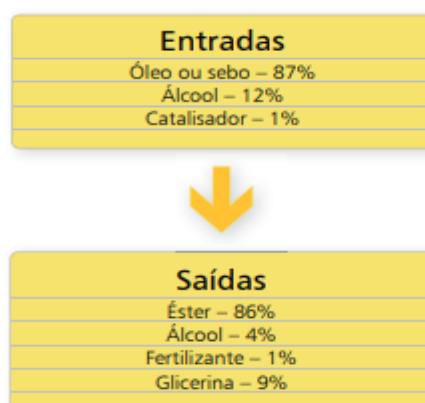 Entradas
Óleo ou sebo – 87%
Álcool – 12%
Catalisador – 1%
Saídas
Éster – 86%
Álcool – 4%
Fertilizante – 1%
Glicerina – 9%